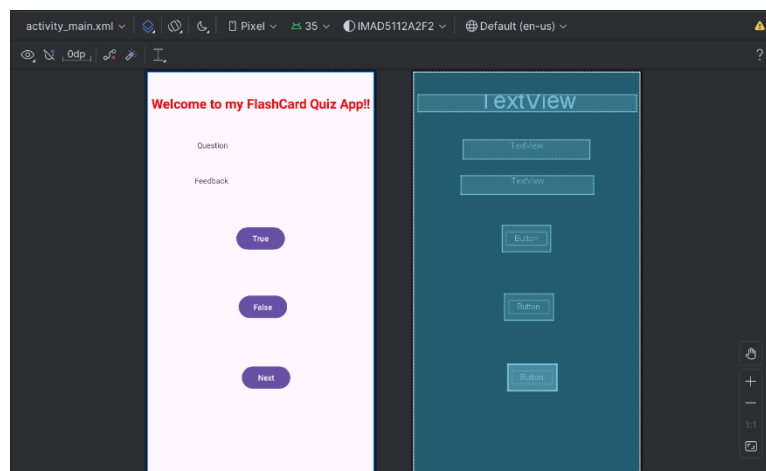 activity_main.xml Pixel 35 IMAD5112A2F2 Default (en-us)
0dp ?
Welcome to my FlashCard Quiz App!!
TextView
Question
TextView
Feedback
TextView
True
Button
False
Button
Next
Button
1:1